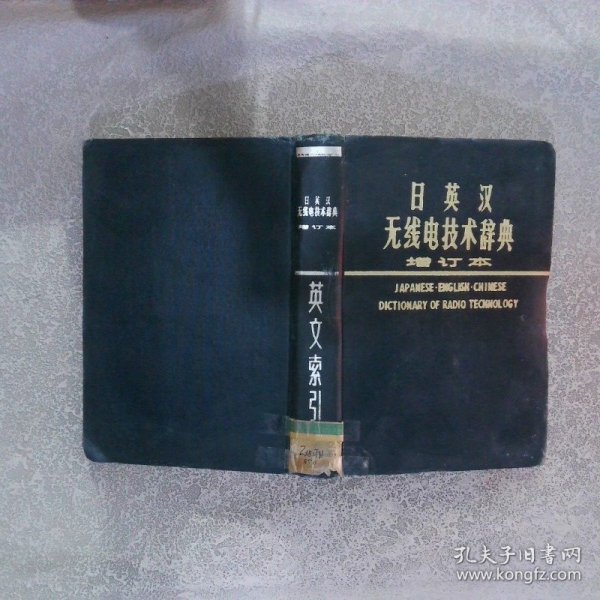 日英汉
无线电技术辞典
增订本
英文索引
日英汉
无线电技术辞典
增订本
JAPANESE-ENGLISH-CHINESE
DICTIONARY OF RADIO TECHNOLOGY
孔夫子旧书网
www.kongfz.com